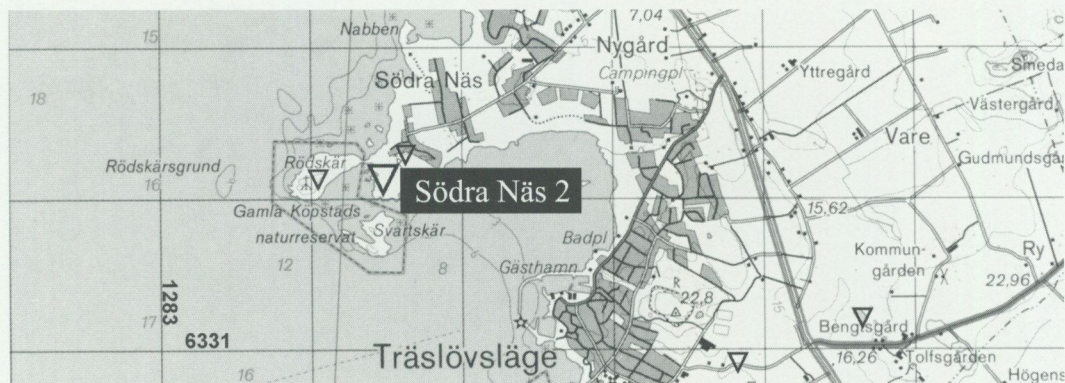 Nabben
7,04
15
Nygård
Södra Näs
Campingpl
Yttregård
Smeda
18
Västergård
Vare
Rödskärsgrund
Rödskär
16
Gudmundsgår
Södra Näs 2
15,62
Gamla Köpstads
naturreservat
Svartskär
Badpl
Kommun-
gården
Ry
12
8
Gästhamn
R
22,8
22,96
1283
15
17
6331
Bengtsgård
16,26
Tolfsgården
Träslövsläge
16
Högens